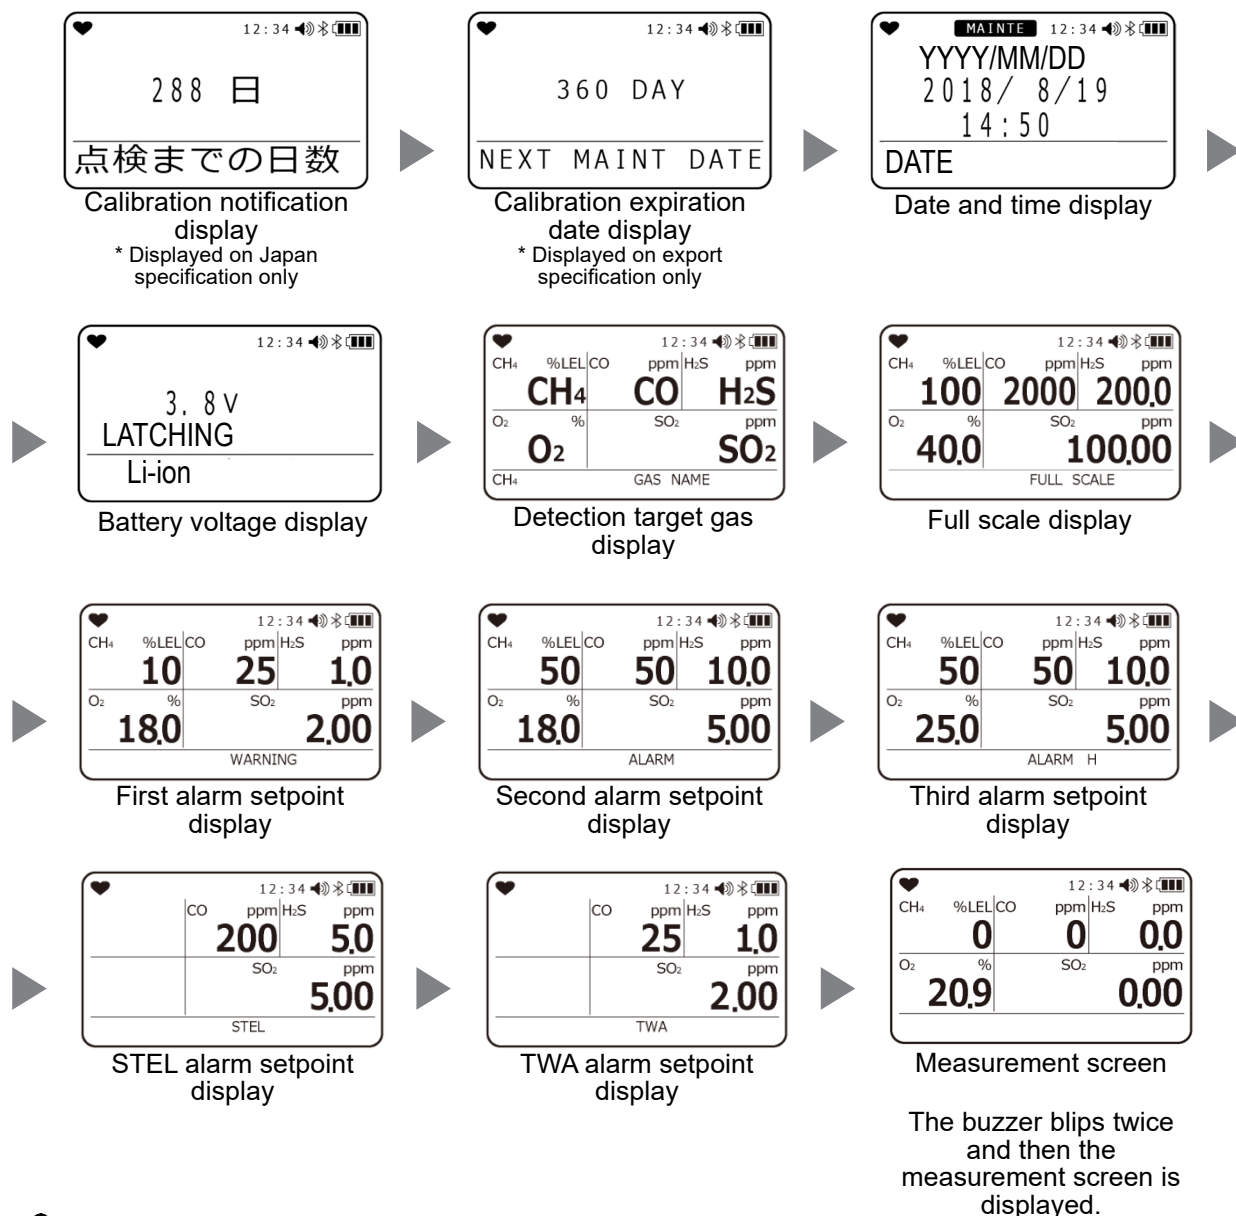 12:34
288 日
点検までの日数
Calibration notification
display
* Displayed on Japan
specification only
12:34
360 DAY
NEXT MAINT DATE
Calibration expiration
date display
* Displayed on export
specification only
MAINTE 12:34
YYYY/MM/DD
2018/ 8/19
14:50
DATE
Date and time display
12:34
3. 8V
LATCHING
Li-ion
Battery voltage display
12:34
CH₄ %LEL CO ppm H₂S ppm
CH₄ CO H₂S
O₂ % SO₂ ppm
O₂ SO₂
CH₄ GAS NAME
Detection target gas
display
12:34
CH₄ %LEL CO ppm H₂S ppm
100 2000 200.0
O₂ % SO₂ ppm
40.0 100.00
FULL SCALE
Full scale display
12:34
CH₄ %LEL CO ppm H₂S ppm
10 25 1.0
O₂ % SO₂ ppm
18.0 2.00
WARNING
First alarm setpoint
display
12:34
CH₄ %LEL CO ppm H₂S ppm
50 50 10.0
O₂ % SO₂ ppm
18.0 5.00
ALARM
Second alarm setpoint
display
12:34
CH₄ %LEL CO ppm H₂S ppm
50 50 10.0
O₂ % SO₂ ppm
25.0 5.00
ALARM H
Third alarm setpoint
display
12:34
CO ppm H₂S ppm
200 5.0
SO₂ ppm
5.00
STEL
STEL alarm setpoint
display
12:34
CO ppm H₂S ppm
25 1.0
SO₂ ppm
2.00
TWA
TWA alarm setpoint
display
12:34
CH₄ %LEL CO ppm H₂S ppm
0 0 0.0
O₂ % SO₂ ppm
20.9 0.00
Measurement screen
The buzzer blips twice
and then the
measurement screen is
displayed.